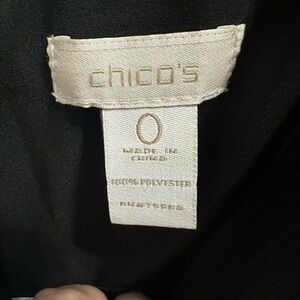 chico's
0
MADE IN
CHINA
100% POLYESTER